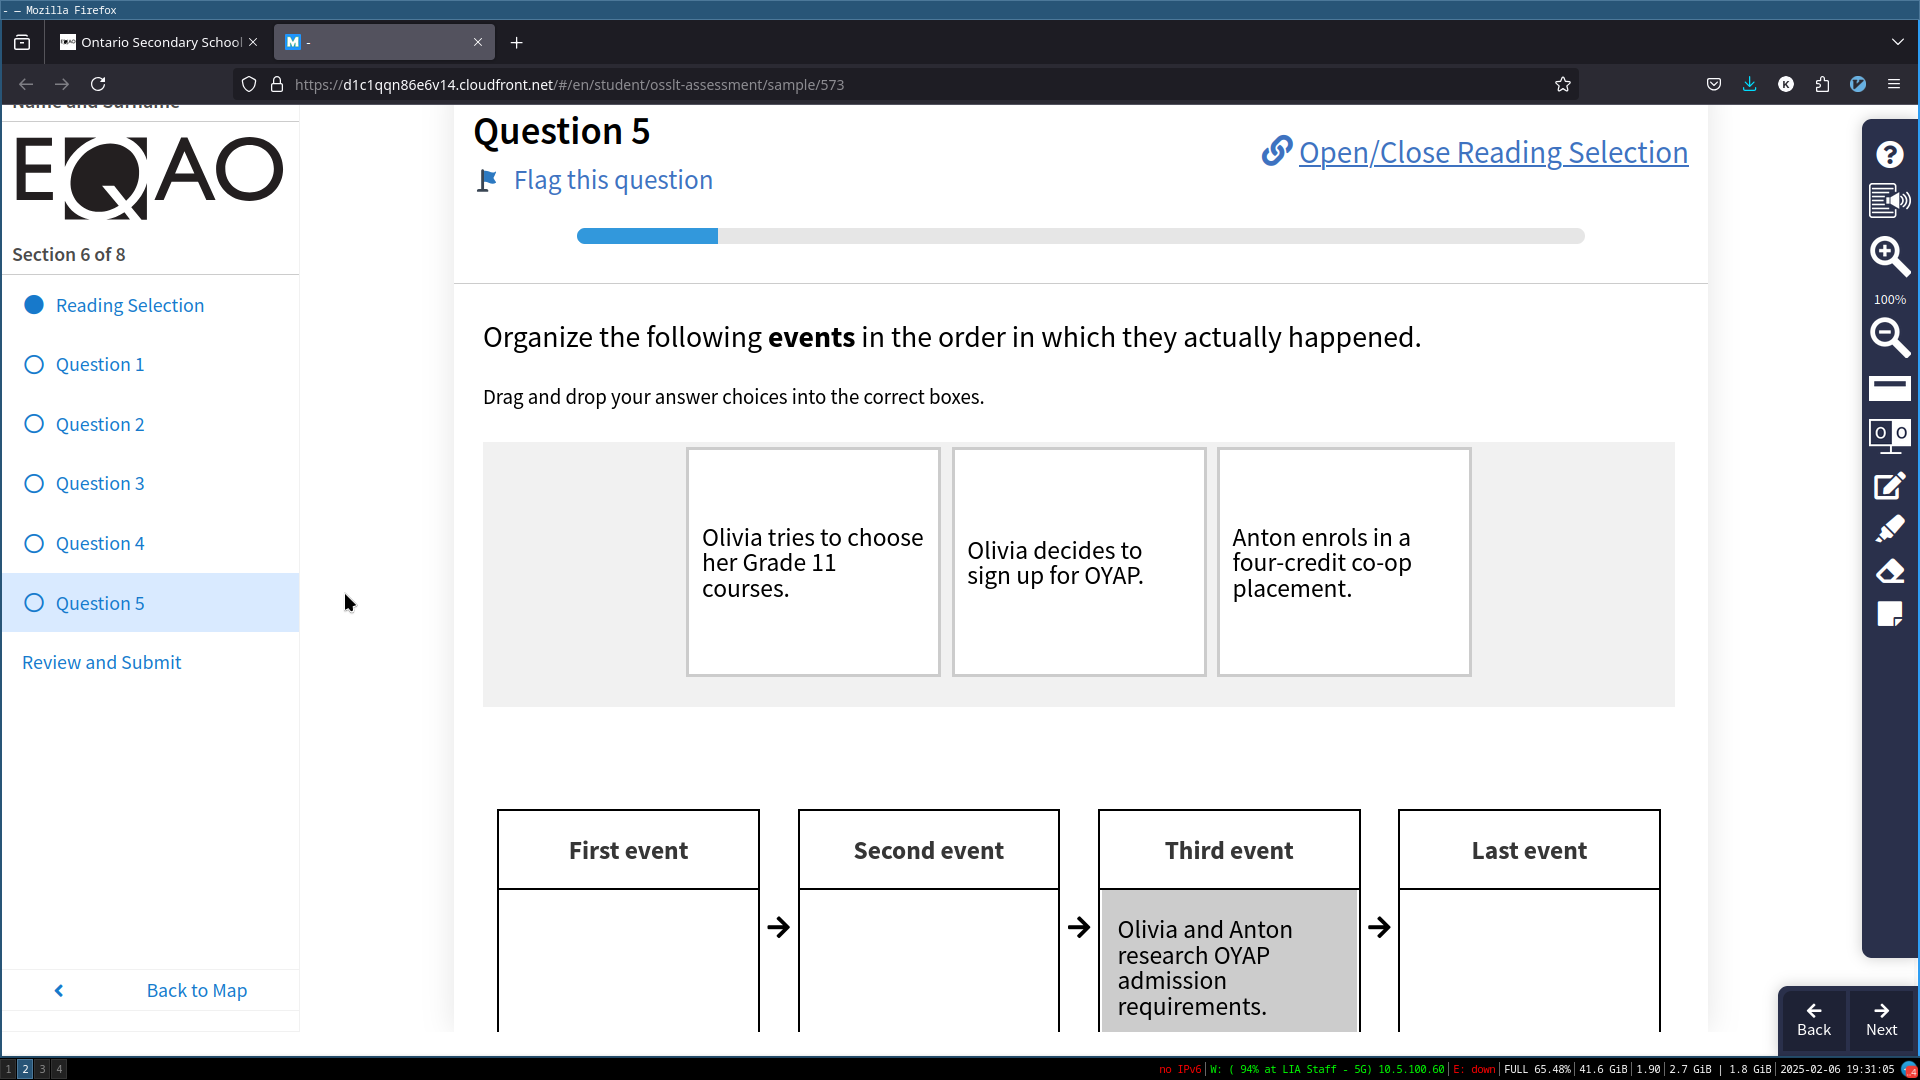 - — Mozilla Firefox
Ontario Secondary School
M -
https://d1c1qqn86e6v14.cloudfront.net/#/en/student/osslt-assessment/sample/573
K
Name and Surname
EQAO
Section 6 of 8
Reading Selection
Question 1
Question 2
Question 3
Question 4
Question 5
Review and Submit
Back to Map
Question 5
Flag this question
Open/Close Reading Selection
Organize the following events in the order in which they actually happened.
Drag and drop your answer choices into the correct boxes.
Olivia tries to choose
her Grade 11
courses.
Olivia decides to
sign up for OYAP.
Anton enrols in a
four-credit co-op
placement.
First event
Second event
Third event
Last event
Olivia and Anton
research OYAP
admission
requirements.
100%
O O
Back
Next
1 2 3 4
no IPv6 | W: ( 94% at LIA Staff - 5G) 10.5.100.60 | E: down | FULL 65.48% | 41.6 GiB | 1.90 | 2.7 GiB | 1.8 GiB | 2025-02-06 19:31:05